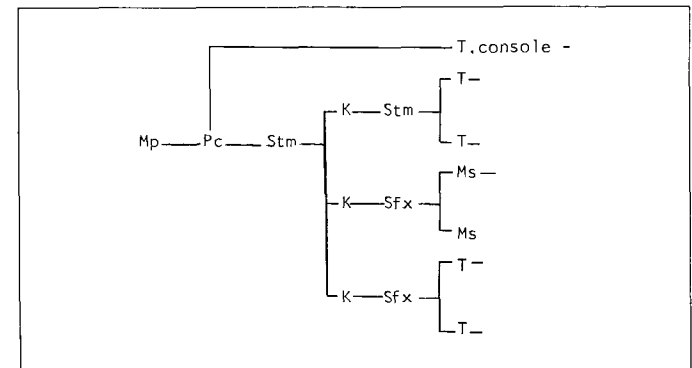 T.console -
T-
K Stm
Mp Pc Stm T-
Ms -
K Sfx
Ms
T -
K Sfx
T-